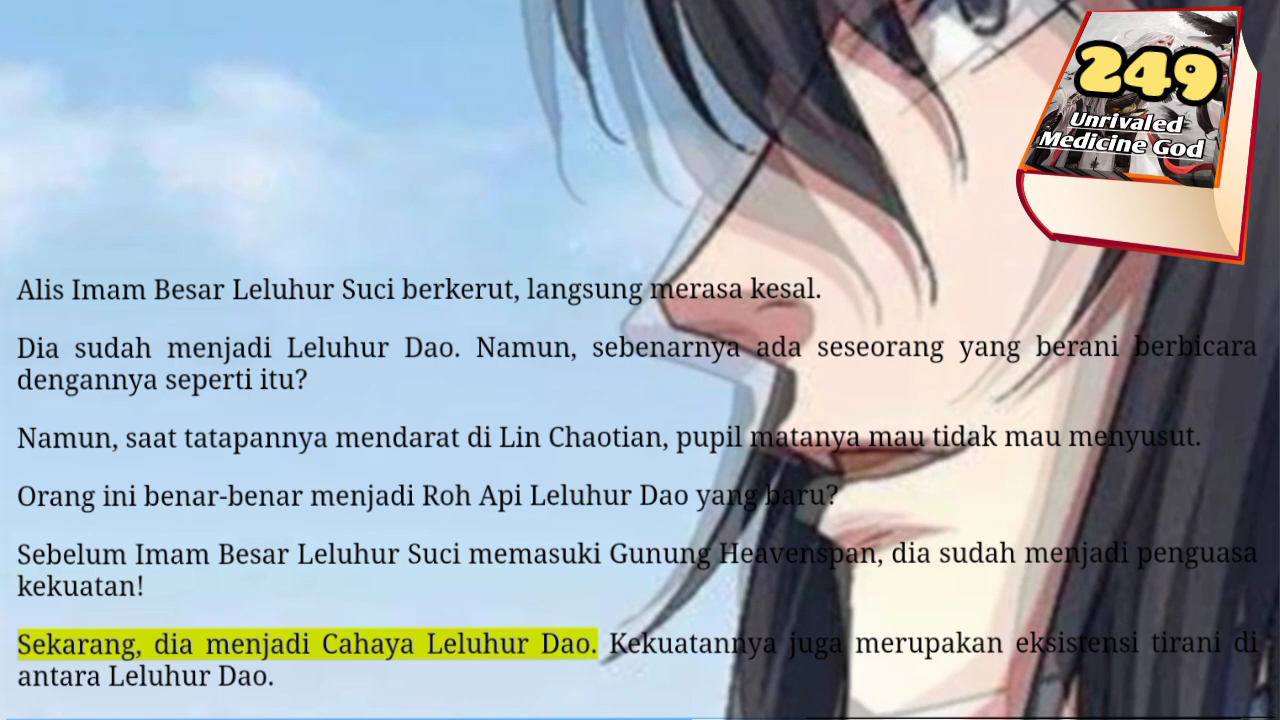 249
Unrivaled
Medicine God
Alis Imam Besar Leluhur Suci berkerut, langsung merasa kesal.
Dia sudah menjadi Leluhur Dao. Namun, sebenarnya ada seseorang yang berani berbicara
dengannya seperti itu?
Namun, saat tatapannya mendarat di Lin Chaotian, pupil matanya mau tidak mau menyusut.
Orang ini benar-benar menjadi Roh Api Leluhur Dao yang baru?
Sebelum Imam Besar Leluhur Suci memasuki Gunung Heavenspan, dia sudah menjadi penguasa
kekuatan!
Sekarang, dia menjadi Cahaya Leluhur Dao. Kekuatannya juga merupakan eksistensi tirani di
antara Leluhur Dao.